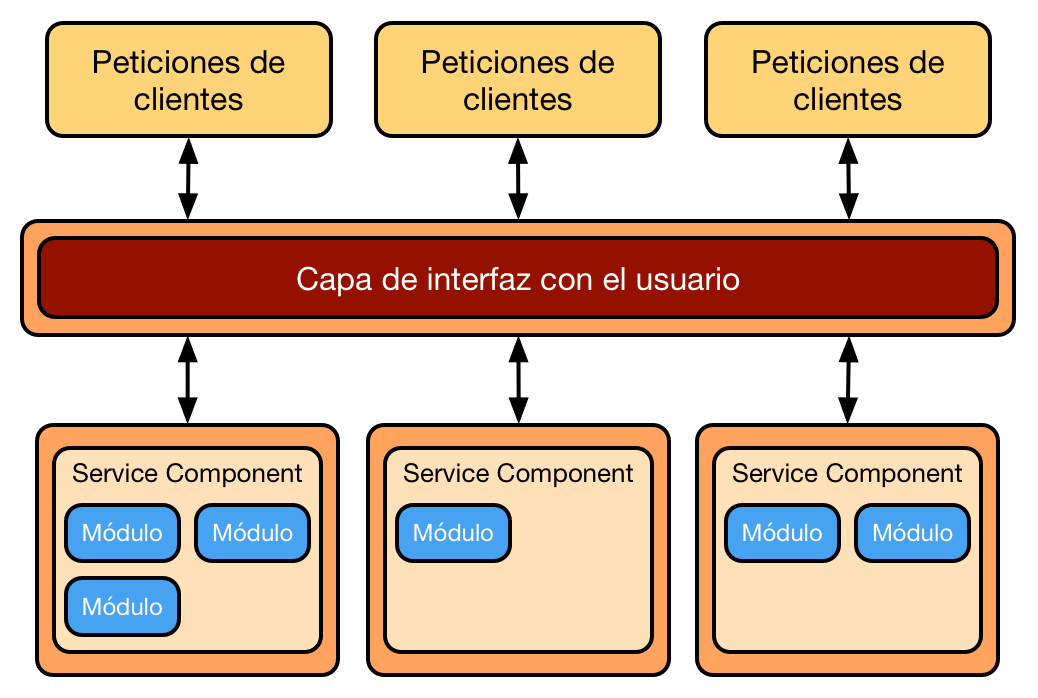 Peticiones de
clientes
Peticiones de
clientes
Peticiones de
clientes
Capa de interfaz con el usuario
Service Component
Módulo
Módulo
Módulo
Service Component
Módulo
Service Component
Módulo
Módulo